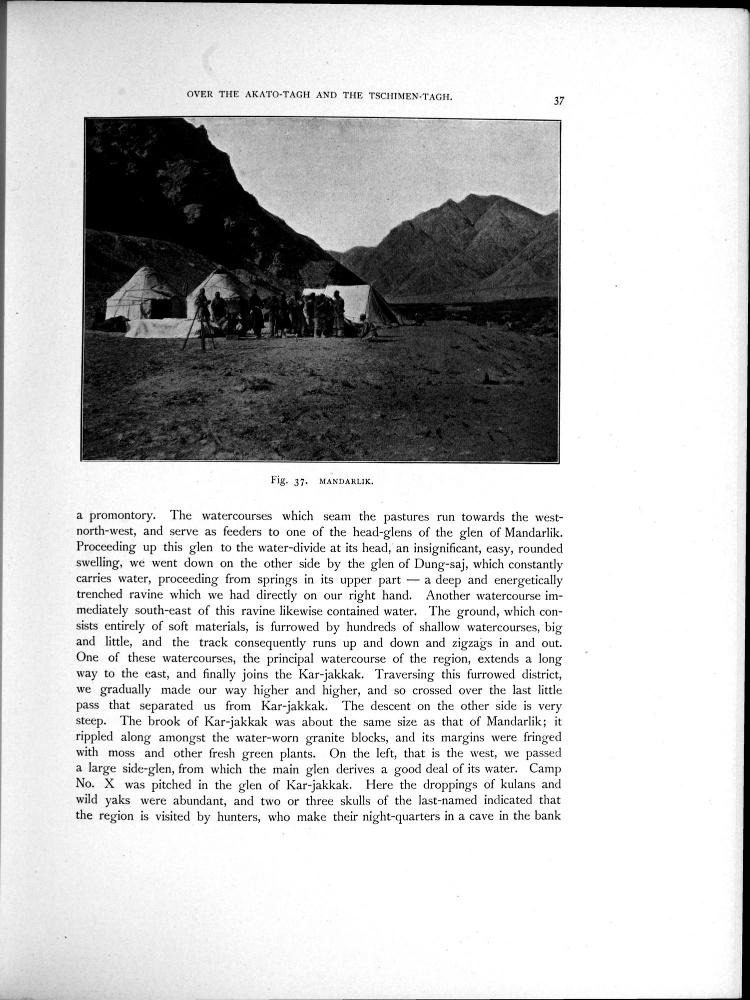 OVER THE AKATO-TAGH AND THE TSCHIMEN-TAGH.
37
Fig. 37. MANDARLIK.
a promontory. The watercourses which seam the pastures run towards the west-
north-west, and serve as feeders to one of the head-glens of the glen of Mandarlik.
Proceeding up this glen to the water-divide at its head, an insignificant, easy, rounded
swelling, we went down on the other side by the glen of Dung-saj, which constantly
carries water, proceeding from springs in its upper part — a deep and energetically
trenched ravine which we had directly on our right hand. Another watercourse im-
mediately south-east of this ravine likewise contained water. The ground, which con-
sists entirely of soft materials, is furrowed by hundreds of shallow watercourses, big
and little, and the track consequently runs up and down and zigzags in and out.
One of these watercourses, the principal watercourse of the region, extends a long
way to the east, and finally joins the Kar-jakkak. Traversing this furrowed district,
we gradually made our way higher and higher, and so crossed over the last little
pass that separated us from Kar-jakkak. The descent on the other side is very
steep. The brook of Kar-jakkak was about the same size as that of Mandarlik; it
rippled along amongst the water-worn granite blocks, and its margins were fringed
with moss and other fresh green plants. On the left, that is the west, we passed
a large side-glen, from which the main glen derives a good deal of its water. Camp
No. X was pitched in the glen of Kar-jakkak. Here the droppings of kulans and
wild yaks were abundant, and two or three skulls of the last-named indicated that
the region is visited by hunters, who make their night-quarters in a cave in the bank